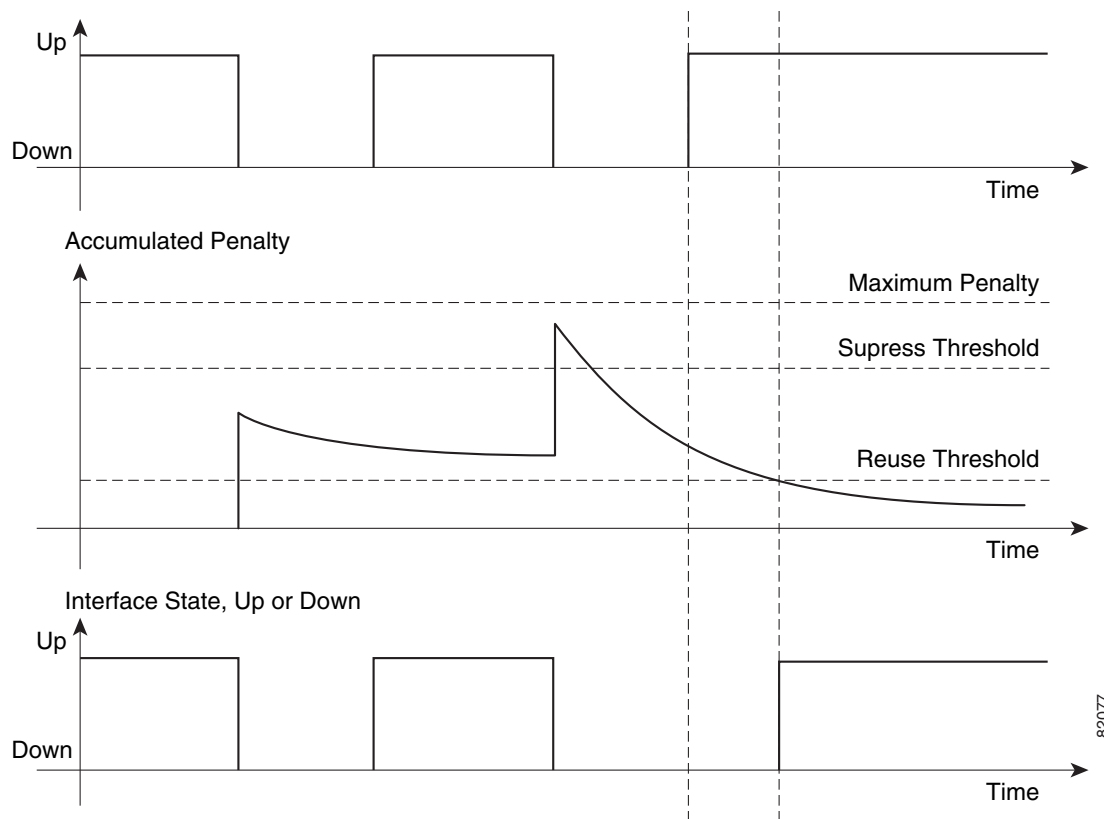 Up
Down
Time
Accumulated Penalty
Maximum Penalty
Supress Threshold
Reuse Threshold
Time
Interface State, Up or Down
Up
Down
Time
82077